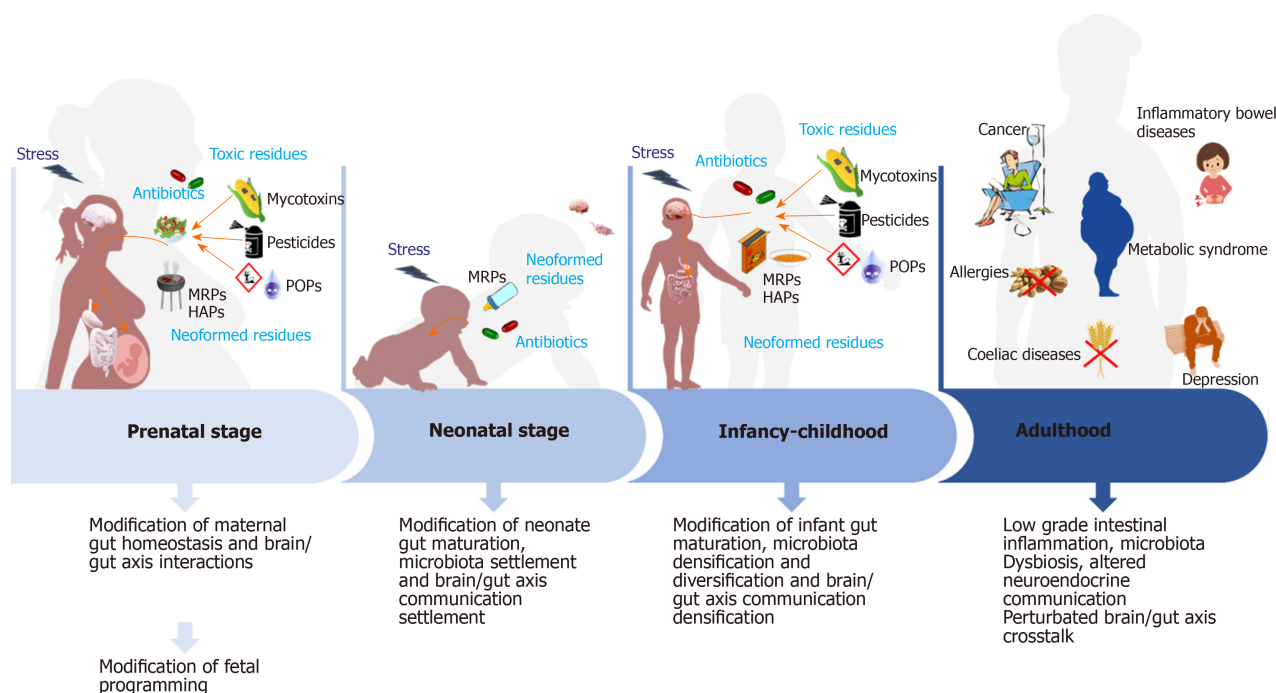 Stress
Toxic residues
Antibiotics
Mycotoxins
Pesticides
POPs
MRPs
HAPs
Neoformed residues
Stress
MRPs
Neoformed
residues
Antibiotics
Stress
Toxic residues
Antibiotics
Mycotoxins
Pesticides
POPs
MRPs
HAPs
Neoformed residues
Cancer
Inflammatory bowel
diseases
Metabolic syndrome
Allergies
Coeliac diseases
Depression
Prenatal stage
Neonatal stage
Infancy-childhood
Adulthood
Modification of maternal
gut homeostasis and brain/
gut axis interactions
Modification of fetal
programming
Modification of neonate
gut maturation,
microbiota settlement
and brain/gut axis
communication
settlement
Modification of infant gut
maturation, microbiota
densification and
diversification and brain/
gut axis communication
densification
Low grade intestinal
inflammation, microbiota
Dysbiosis, altered
neuroendocrine
communication
Perturbated brain/gut axis
crosstalk